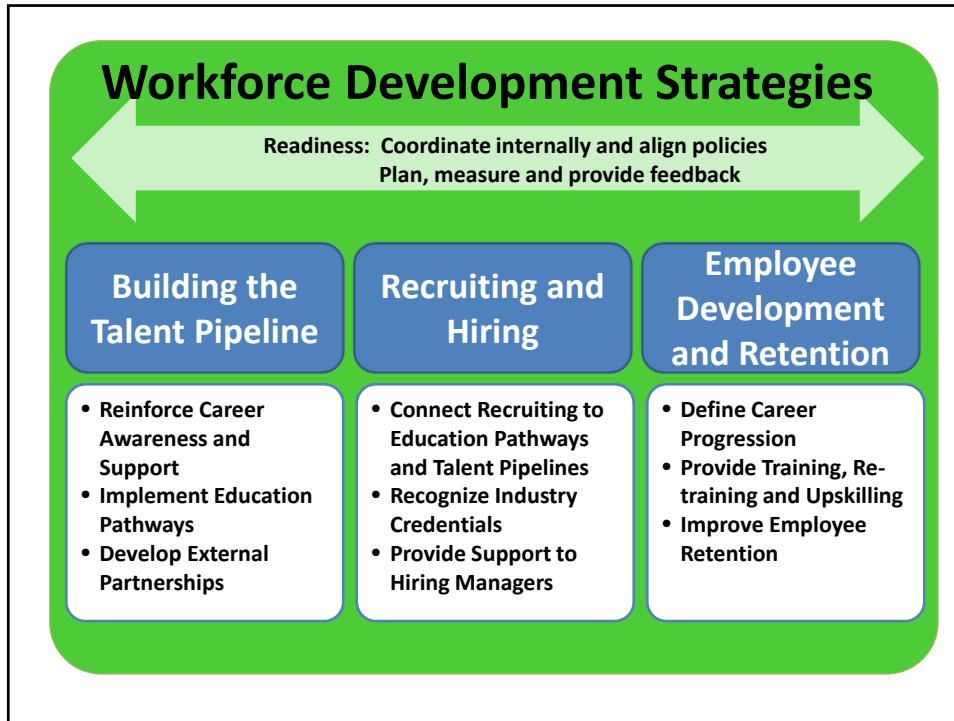 Workforce Development Strategies
Readiness: Coordinate internally and align policies
Plan, measure and provide feedback
Building the
Talent Pipeline
• Reinforce Career
Awareness and
Support
• Implement Education
Pathways
• Develop External
Partnerships
Recruiting and
Hiring
• Connect Recruiting to
Education Pathways
and Talent Pipelines
• Recognize Industry
Credentials
• Provide Support to
Hiring Managers
Employee
Development
and Retention
• Define Career
Progression
• Provide Training, Re-
training and Upskilling
• Improve Employee
Retention